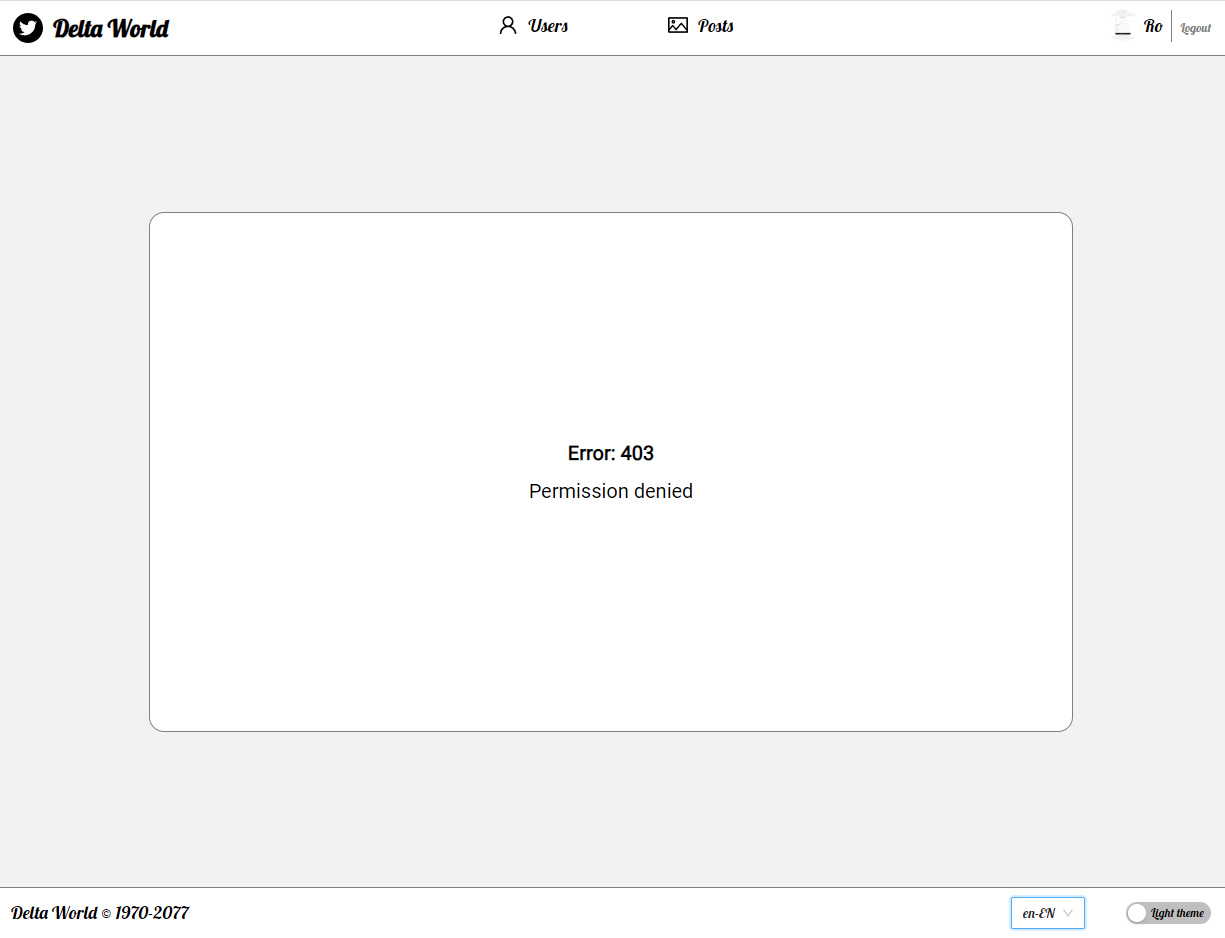 Delta World
Users
Posts
Ro
Logout
Error: 403
Permission denied
Delta World © 1970-2077
en-EN
Light theme